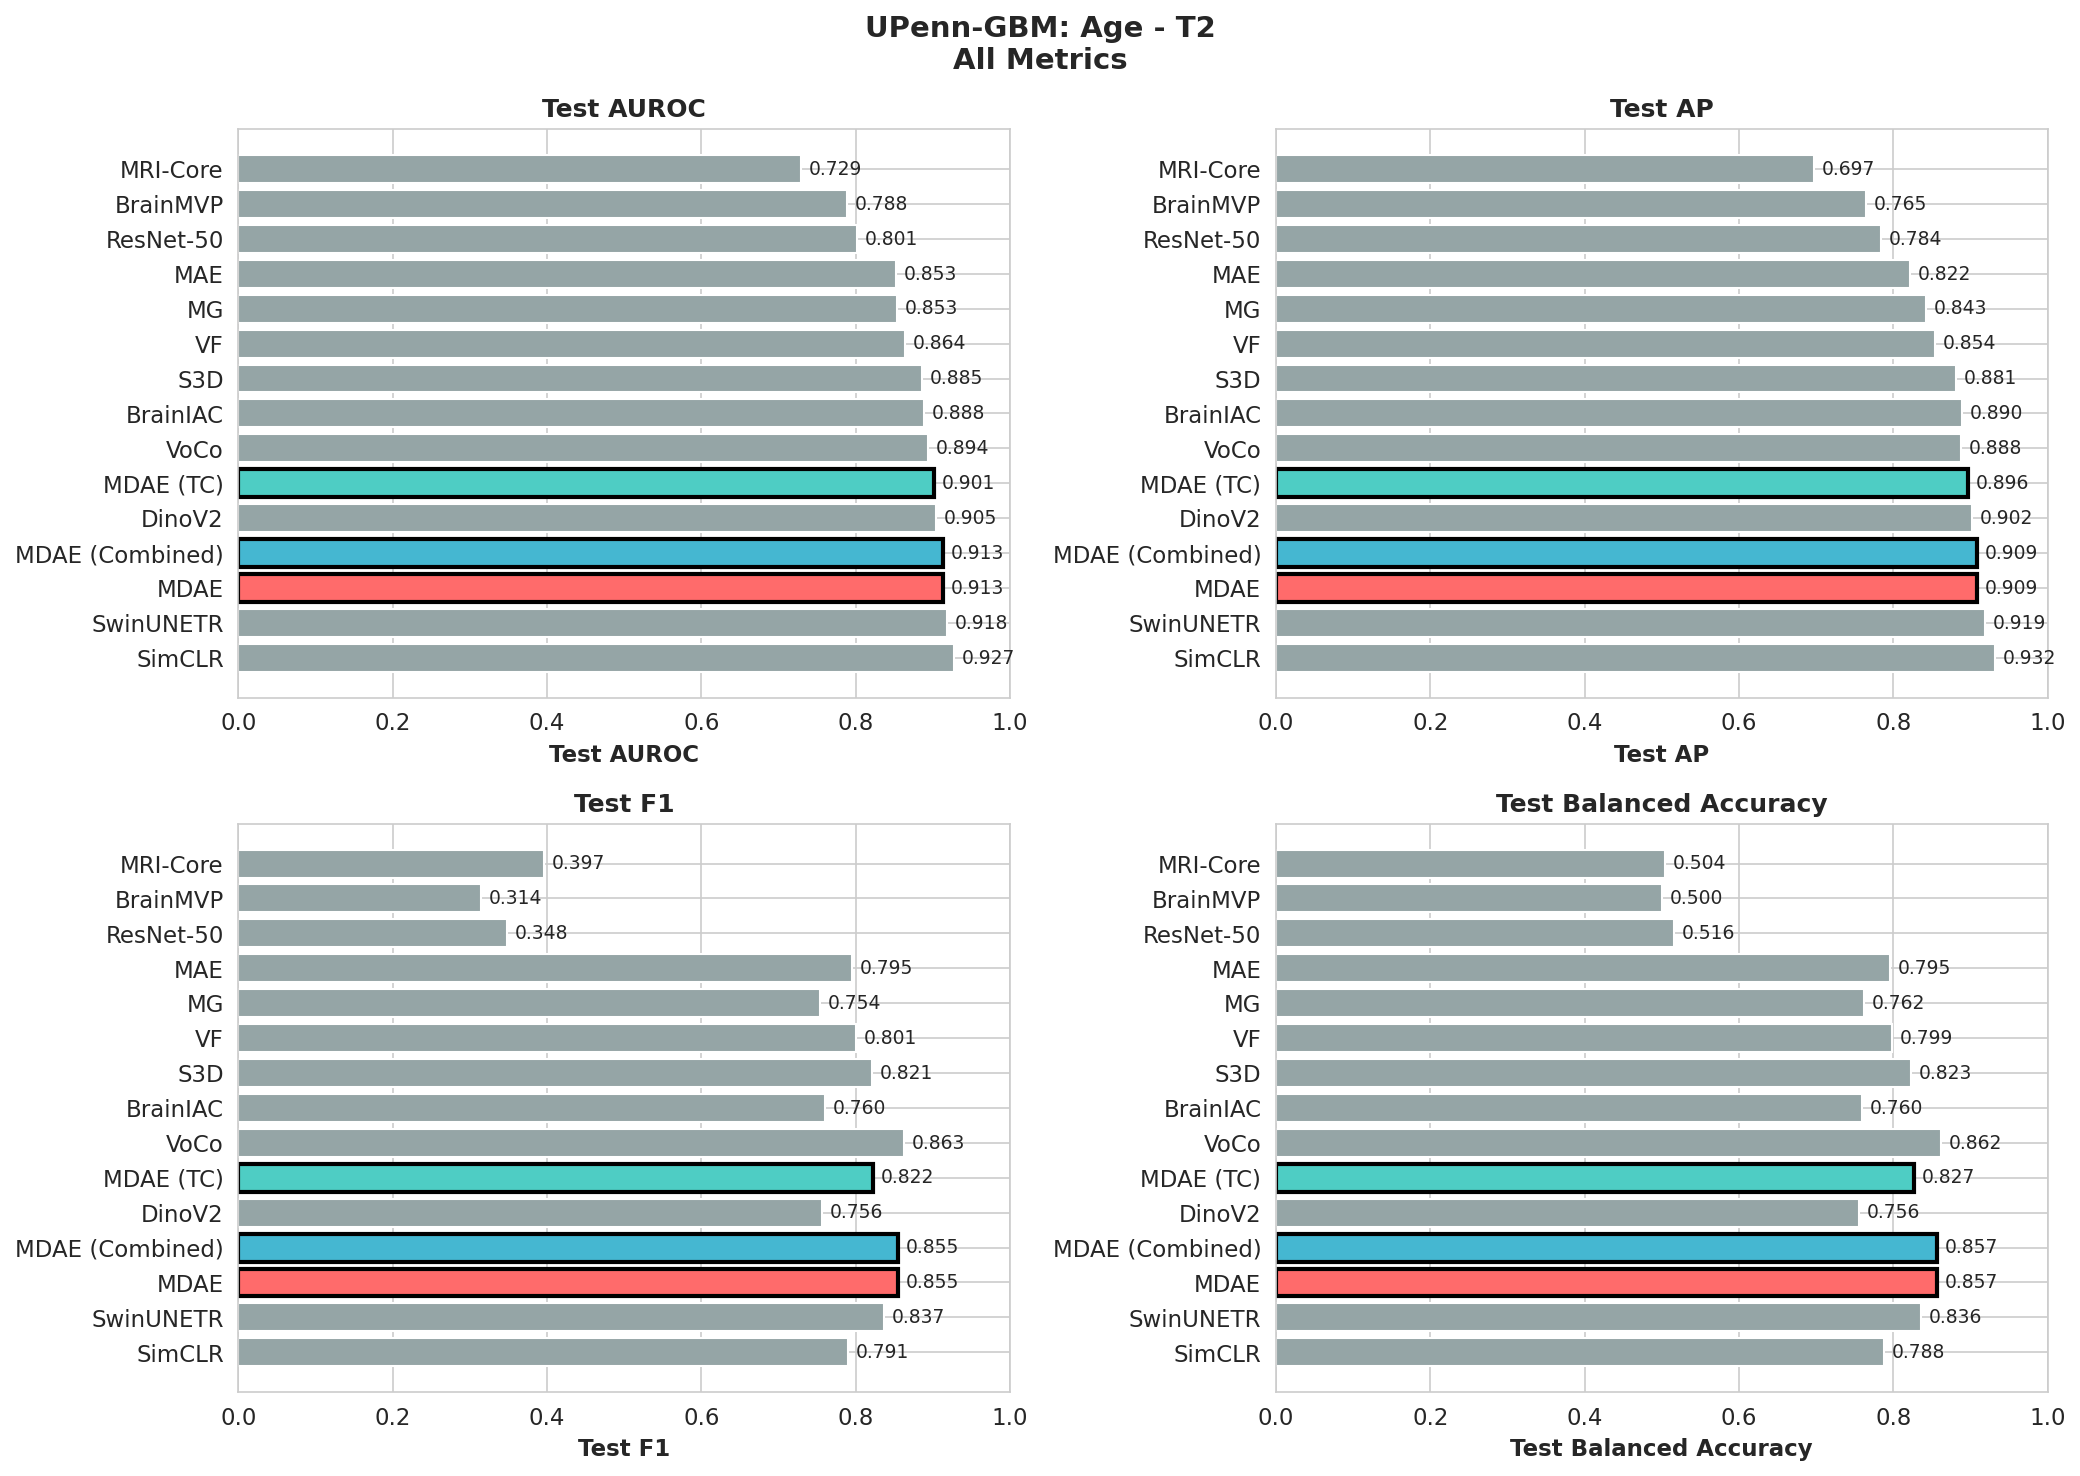 UPenn-GBM: Age - T2
All Metrics
Test AUROC
MRI-Core 0.729
BrainMVP 0.788
ResNet-50 0.801
MAE 0.853
MG 0.853
VF 0.864
S3D 0.885
BrainIAC 0.888
VoCo 0.894
MDAE (TC) 0.901
DinoV2 0.905
MDAE (Combined) 0.913
MDAE 0.913
SwinUNETR 0.918
SimCLR 0.927
0.0 0.2 0.4 0.6 0.8 1.0
Test AUROC
Test AP
MRI-Core 0.697
BrainMVP 0.765
ResNet-50 0.784
MAE 0.822
MG 0.843
VF 0.854
S3D 0.881
BrainIAC 0.890
VoCo 0.888
MDAE (TC) 0.896
DinoV2 0.902
MDAE (Combined) 0.909
MDAE 0.909
SwinUNETR 0.919
SimCLR 0.932
0.0 0.2 0.4 0.6 0.8 1.0
Test AP
Test F1
MRI-Core 0.397
BrainMVP 0.314
ResNet-50 0.348
MAE 0.795
MG 0.754
VF 0.801
S3D 0.821
BrainIAC 0.760
VoCo 0.863
MDAE (TC) 0.822
DinoV2 0.756
MDAE (Combined) 0.855
MDAE 0.855
SwinUNETR 0.837
SimCLR 0.791
0.0 0.2 0.4 0.6 0.8 1.0
Test F1
Test Balanced Accuracy
MRI-Core 0.504
BrainMVP 0.500
ResNet-50 0.516
MAE 0.795
MG 0.762
VF 0.799
S3D 0.823
BrainIAC 0.760
VoCo 0.862
MDAE (TC) 0.827
DinoV2 0.756
MDAE (Combined) 0.857
MDAE 0.857
SwinUNETR 0.836
SimCLR 0.788
0.0 0.2 0.4 0.6 0.8 1.0
Test Balanced Accuracy